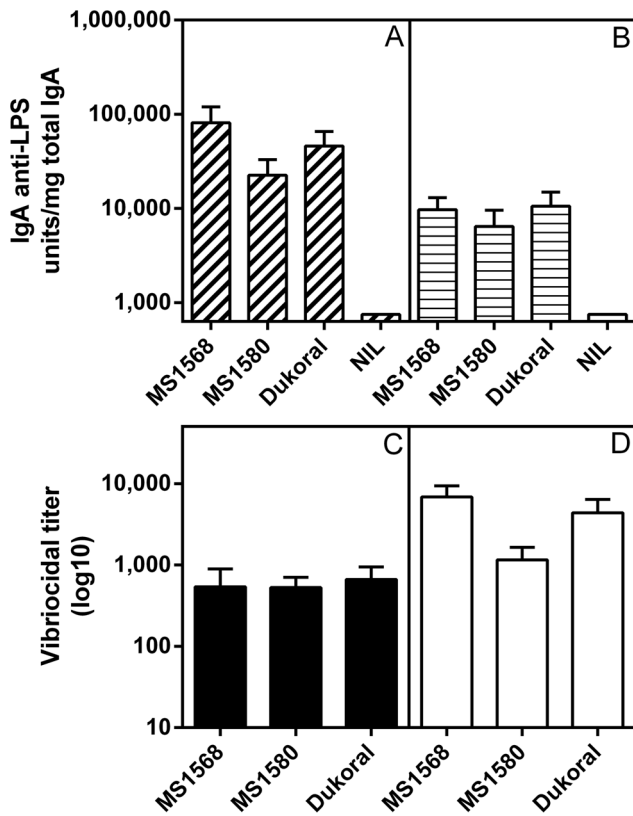 IgA anti-LPS
units/mg total IgA
1,000,000
100,000
10,000
1,000
A
B
MS1568
MS1580
Dukoral
NIL
MS1568
MS1580
Dukoral
NIL
Vibriocidal titer
(log10)
10,000
1,000
100
10
C
D
MS1568
MS1580
Dukoral
MS1568
MS1580
Dukoral